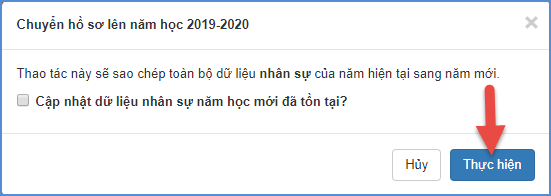 Chuyển hồ sơ lên năm học 2019-2020
Thao tác này sẽ sao chép toàn bộ dữ liệu nhân sự của năm hiện tại sang năm mới.
Cập nhật dữ liệu nhân sự năm học mới đã tồn tại?
Hủy
Thực hiện